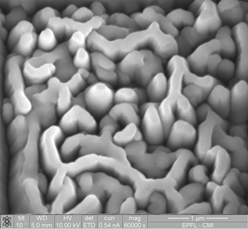 tilt WD HV det curr mag 1 µm
10 ° 5.0 mm 10.00 kV ETD 0.54 nA 80000 x EPFL - CMI